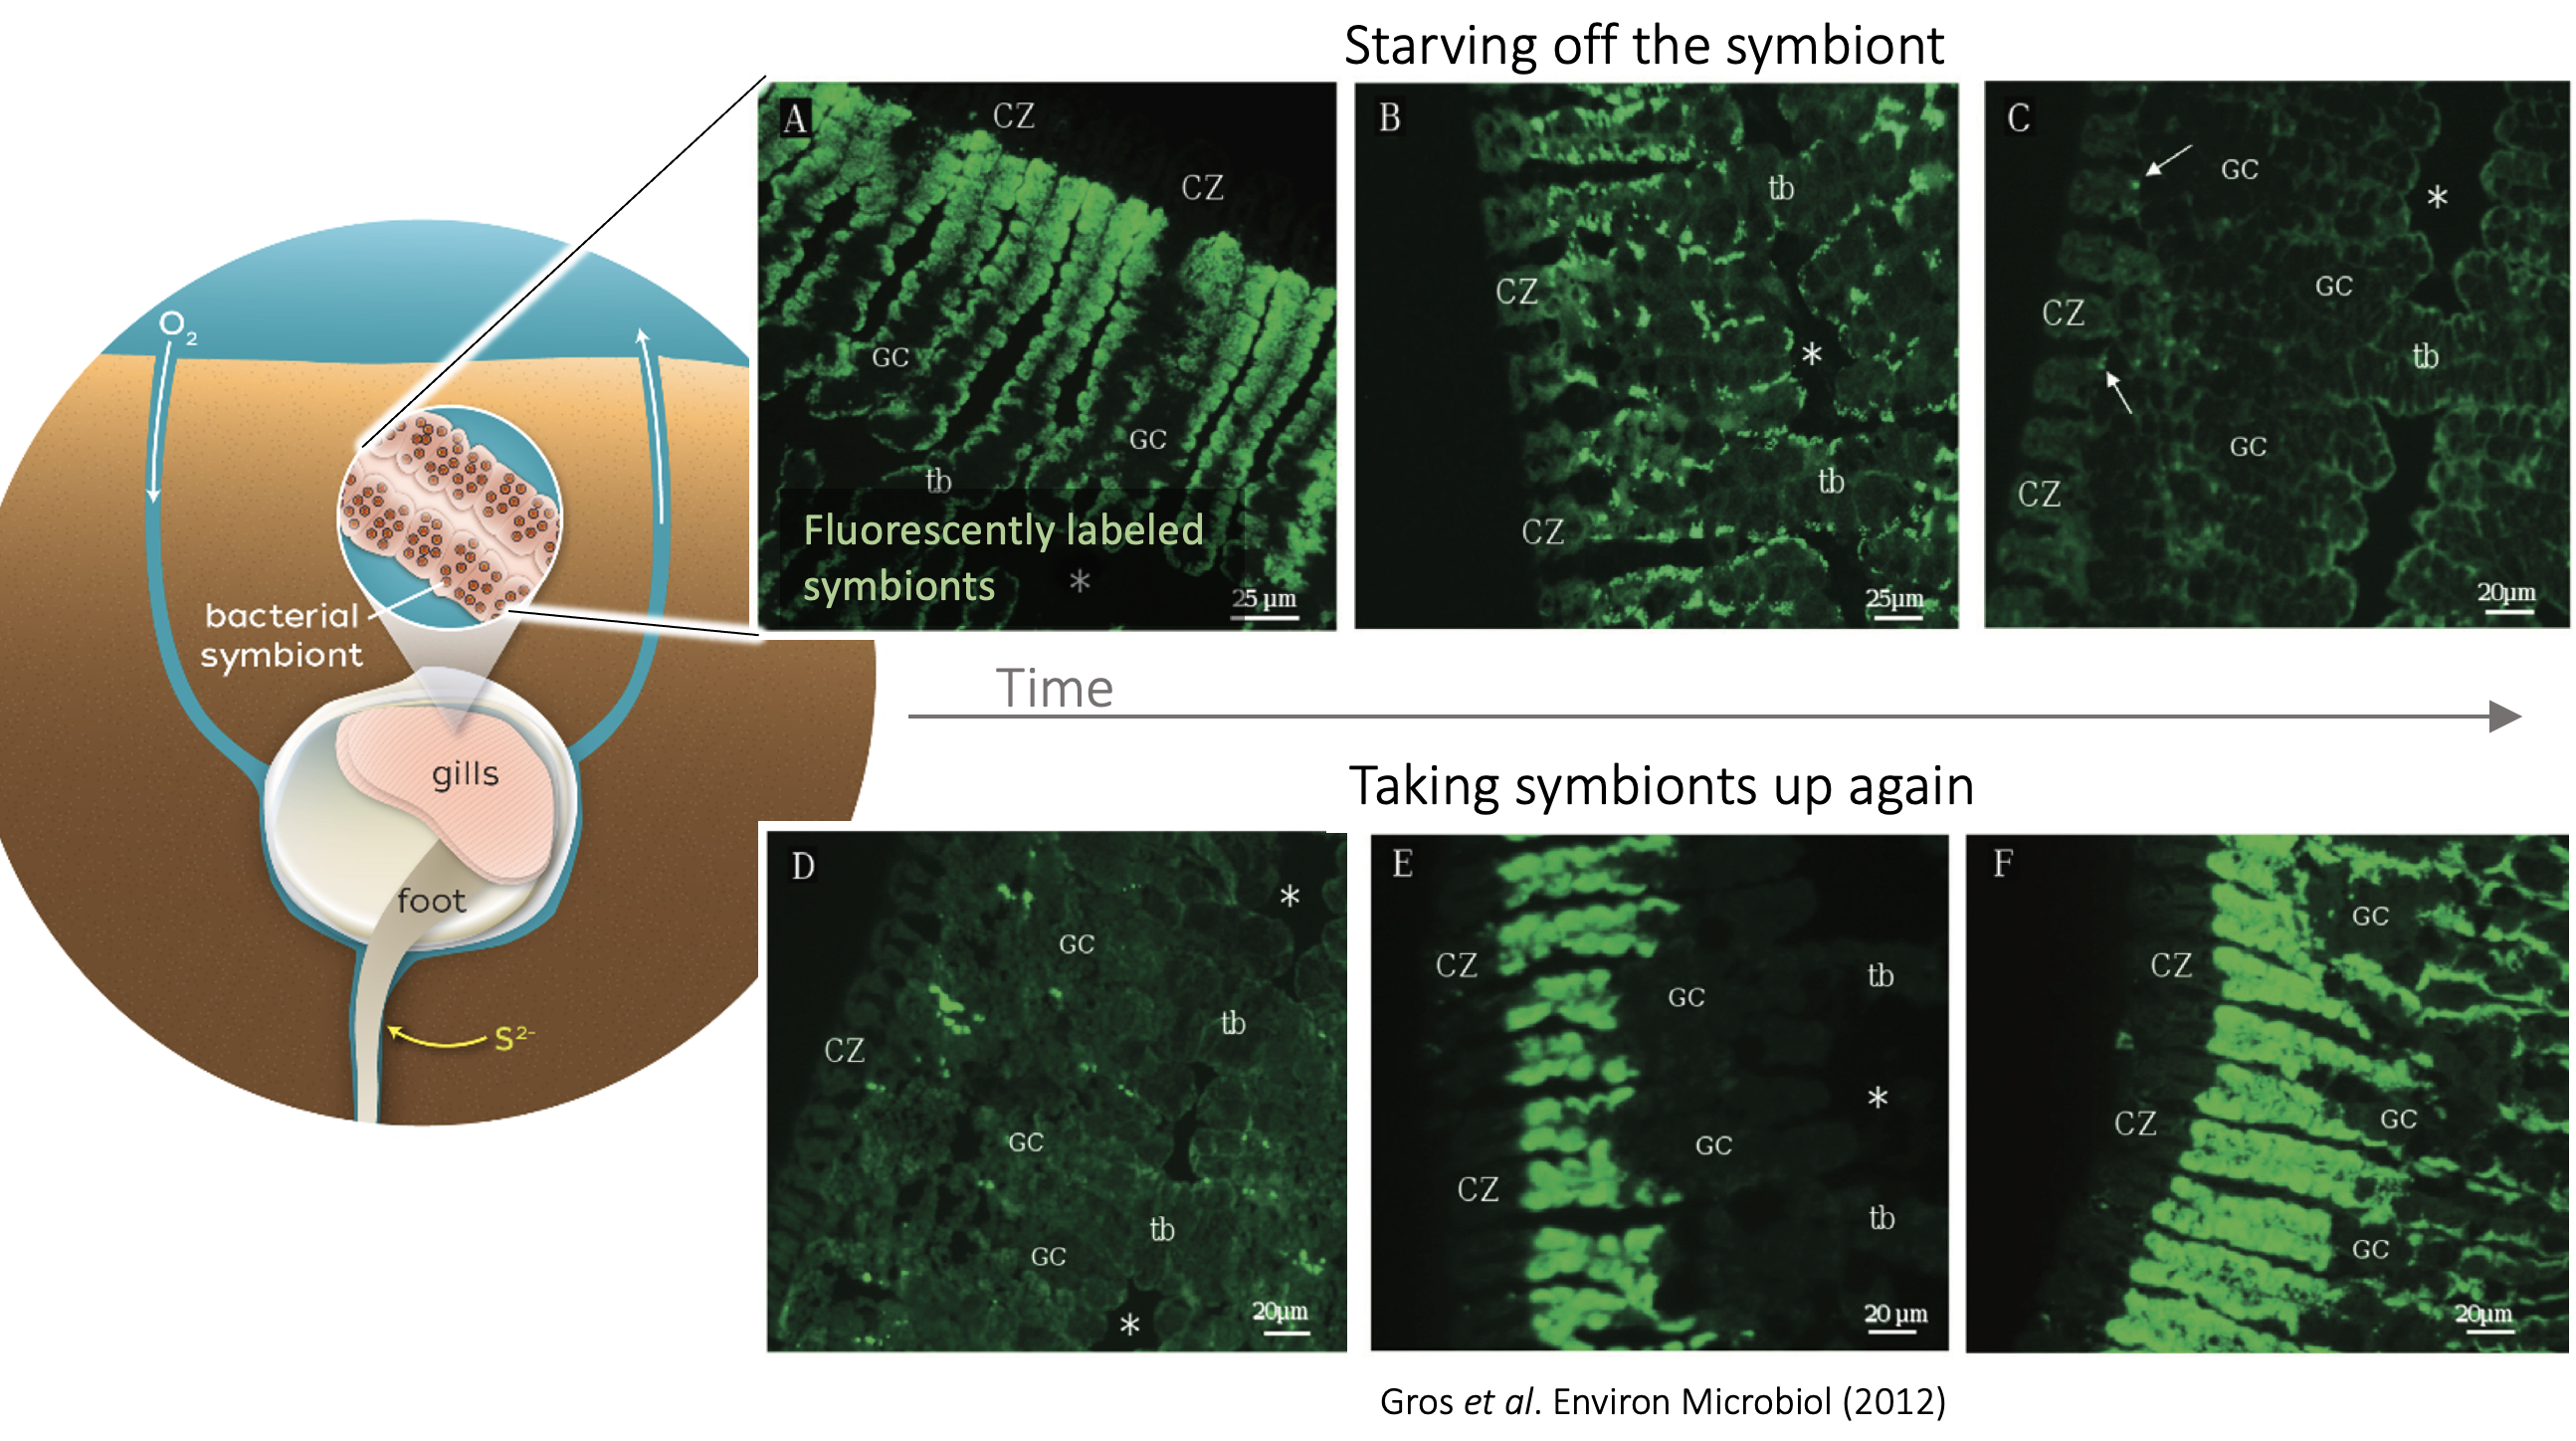 Starving off the symbiont
A
CZ
CZ
GC
GC
tb
Fluorescently labeled
symbionts
*
25 µm
B
tb
CZ
*
tb
CZ
25µm
C
GC
*
GC
CZ
tb
GC
CZ
20µm
O₂
bacterial
symbiont
gills
foot
S²⁻
Time
Taking symbionts up again
D
*
GC
tb
CZ
GC
tb
GC
*
20µm
E
CZ
GC
tb
*
GC
CZ
tb
20 µm
F
GC
CZ
GC
CZ
GC
20µm
Gros et al. Environ Microbiol (2012)